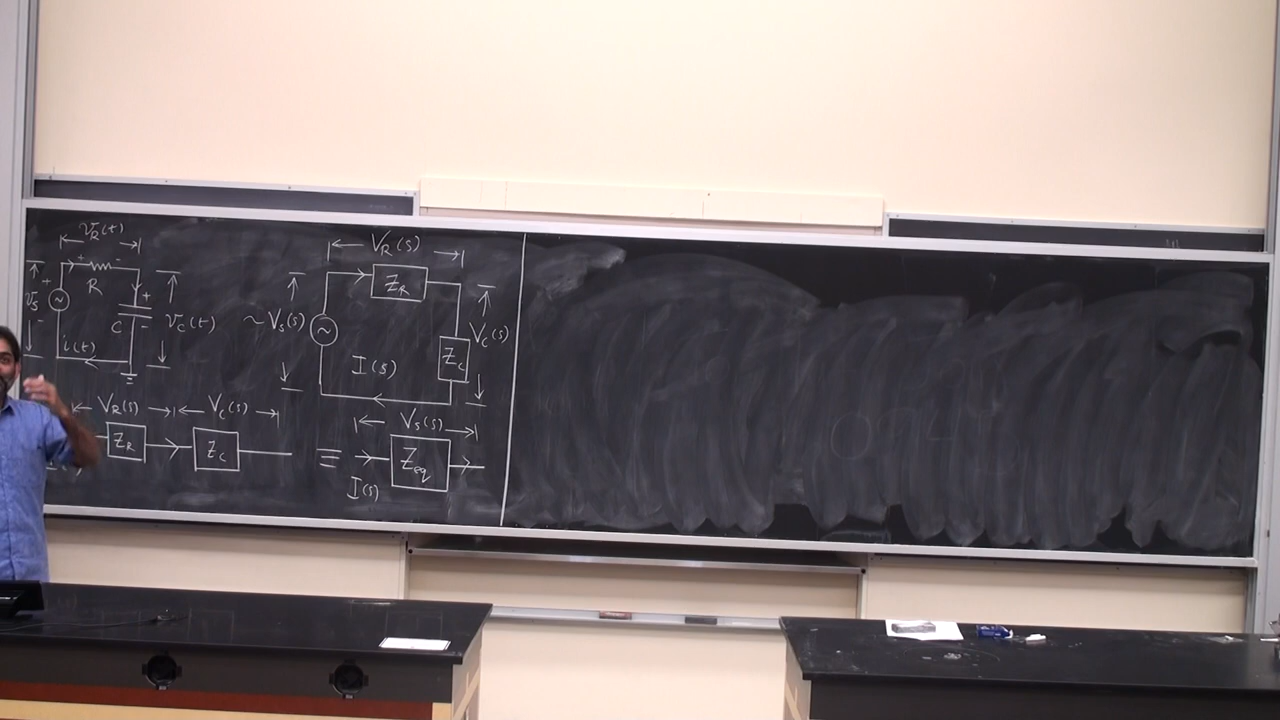 v_R(t)
+ -
R
v_S
+
-
+
C
-
v_C(t)
i(t)
V_R(s)
Z_R
~ V_S(s)
~
Z_C
V_C(s)
I(s)
V_R(s) V_C(s)
Z_R Z_C
≡
V_S(s)
Z_eq
I(s)